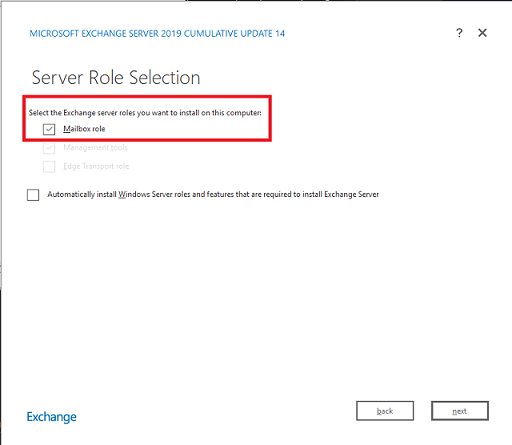 MICROSOFT EXCHANGE SERVER 2019 CUMULATIVE UPDATE 14
?
Server Role Selection
Select the Exchange server roles you want to install on this computer:
Mailbox role
Management tools
Edge Transport role
Automatically install Windows Server roles and features that are required to install Exchange Server
Exchange
back
next